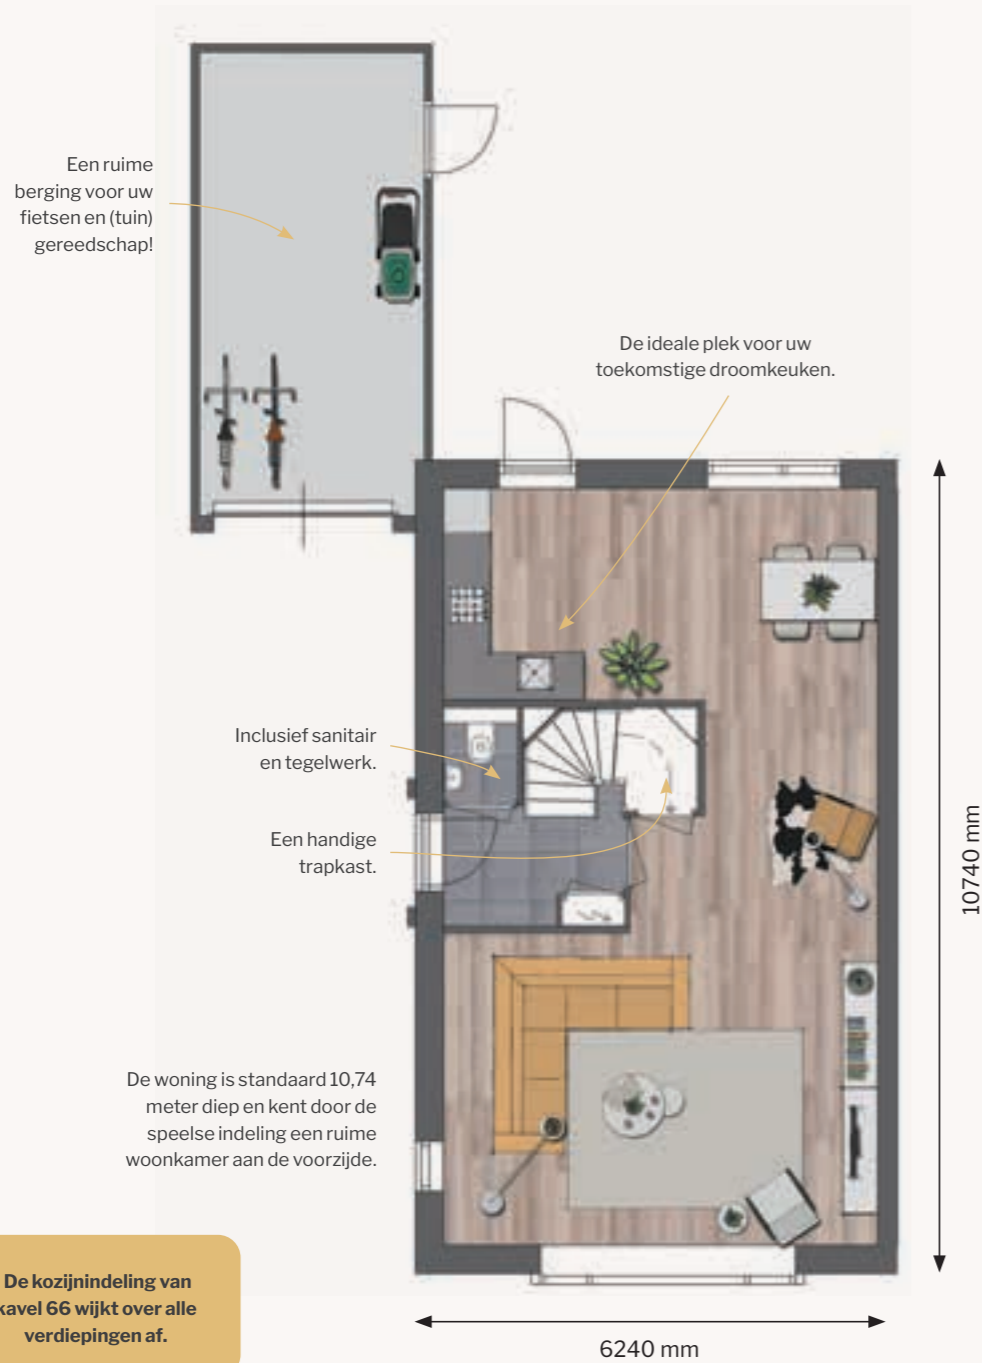 Een ruime
berging voor uw
fietsen en (tuin)
gereedschap!
De ideale plek voor uw
toekomstige droomkeuken.
Inclusief sanitair
en tegelwerk.
Een handige
trapkast.
10740 mm
De woning is standaard 10,74
meter diep en kent door de
speelse indeling een ruime
woonkamer aan de voorzijde.
De kozijnindeling van
kavel 66 wijkt over alle
verdiepingen af.
6240 mm